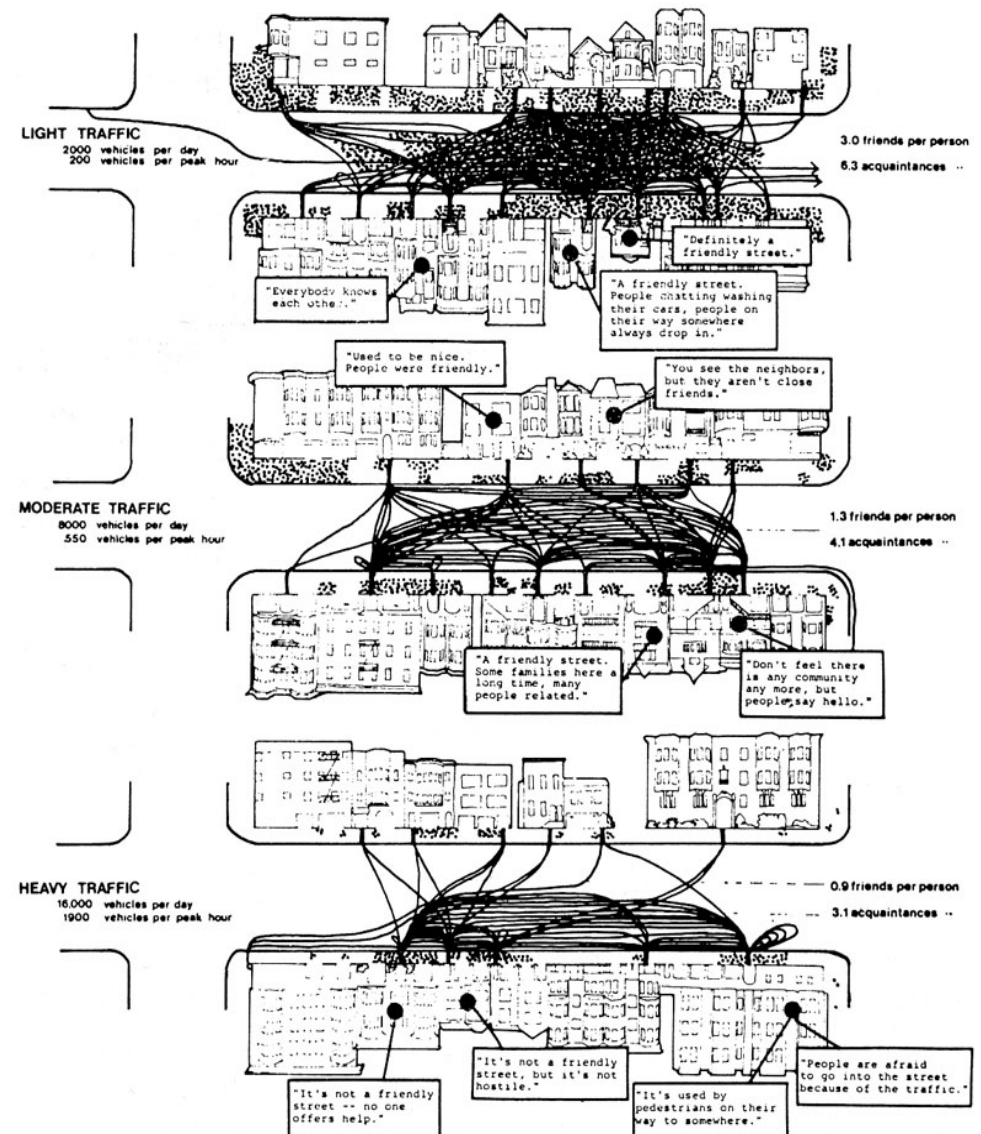 LIGHT TRAFFIC
2000 vehicles per day
200 vehicles per peak hour
3.0 friends per person
6.3 acquaintances ··
"Definitely a
friendly street."
"Everybody knows
each other."
"A friendly street.
People chatting washing
their cars, people on
their way somewhere
always drop in."
"Used to be nice.
People were friendly."
"You see the neighbors,
but they aren't close
friends."
MODERATE TRAFFIC
8000 vehicles per day
550 vehicles per peak hour
1.3 friends per person
4.1 acquaintances ··
"A friendly street.
Some families here a
long time, many
people related."
"Don't feel there
is any community
any more, but
people say hello."
HEAVY TRAFFIC
16,000 vehicles per day
1900 vehicles per peak hour
0.9 friends per person
3.1 acquaintances ··
"It's not a friendly
street -- no one
offers help."
"It's not a friendly
street, but it's not
hostile."
"It's used by
pedestrians on their
way to somewhere."
"People are afraid
to go into the street
because of the traffic."